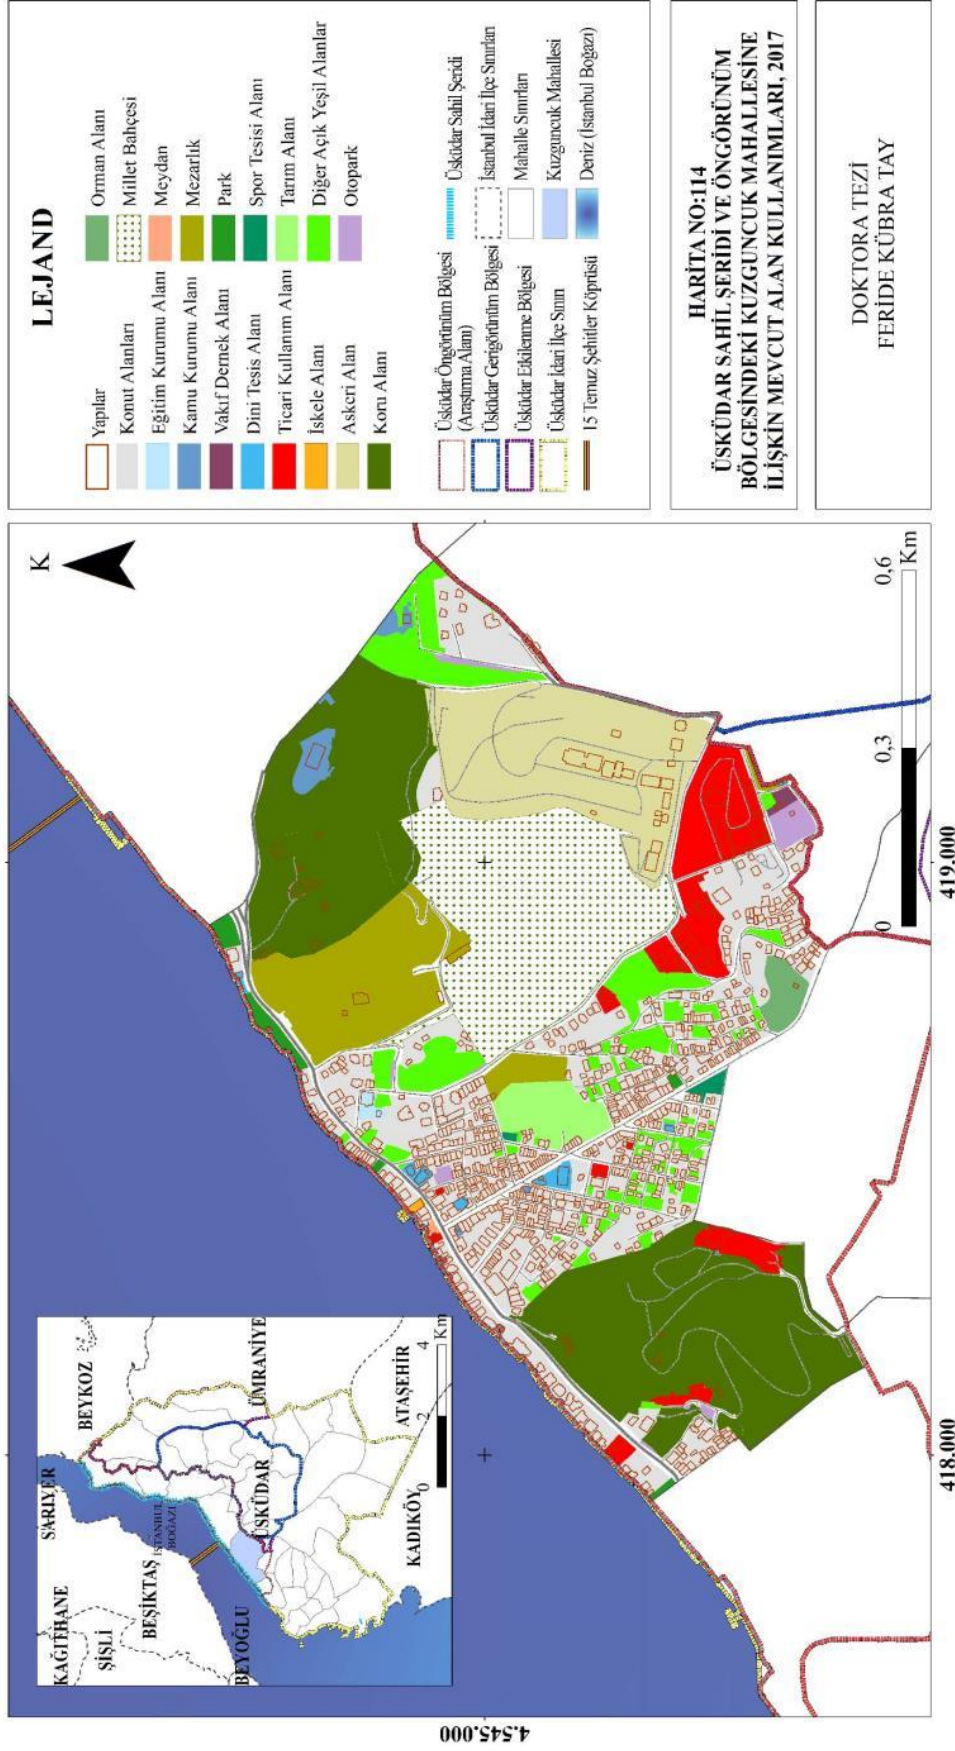 LEJAND
Yapılar
Konut Alanları
Eğitim Kurumu Alanı
Kamu Kurumu Alanı
Vakıf Dernek Alanı
Dini Tesis Alanı
Ticari Kullanım Alanı
İskele Alanı
Askeri Alan
Koru Alanı
Orman Alanı
Millet Bahçesi
Meydan
Mezarlık
Park
Spor Tesisi Alanı
Tarım Alanı
Diğer Açık Yeşil Alanlar
Otopark
Üsküdar Öngörünüm Bölgesi
(Araştırma Alanı)
Üsküdar Gerigörünüm Bölgesi
Üsküdar Etkilenme Bölgesi
Üsküdar İdari İlçe Sınırı
15 Temuz Şehitler Köprüsü
Üsküdar Sahil Şeridi
İstanbul İdari İlçe Sınırları
Mahalle Sınırları
Kuzguncuk Mahallesi
Deniz (İstanbul Boğazı)
HARİTA NO:114
ÜSKÜDAR SAHİL ŞERİDİ VE ÖNGÖRÜNÜM
BÖLGESİNDEKİ KUZGUNCUK MAHALLESİNE
İLİŞKİN MEVCUT ALAN KULLANIMLARI, 2017
DOKTORA TEZİ
FERİDE KÜBRA TAY
K
0 0,3 0,6
Km
418.000
419.000
4.545.000
KAĞITHANE
SARIYER
ŞİŞLİ
BEYKOZ
BEŞİKTAŞ
İSTANBUL
BOĞAZI
BEYOĞLU
ÜSKÜDAR
ÜMRANİYE
ATAŞEHİR
KADIKÖY
0 2 4
Km